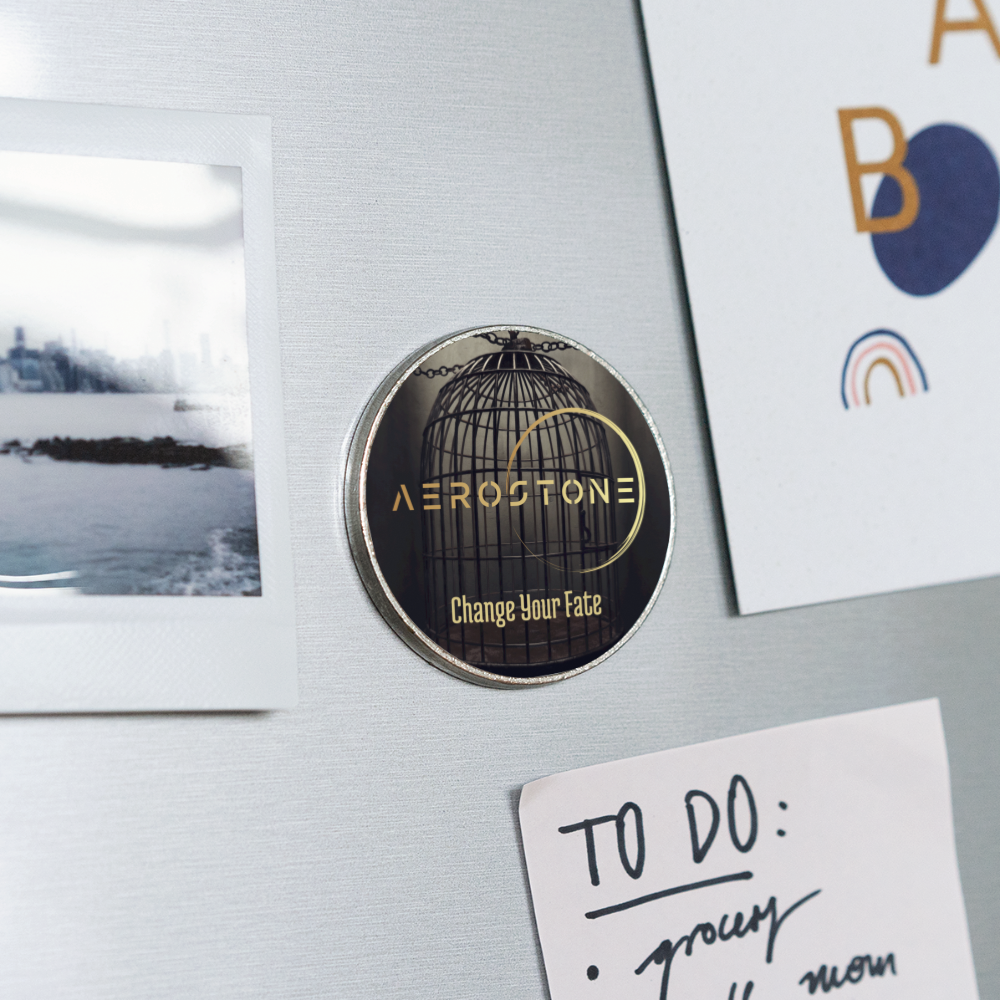 A
B
AEROSTONE
Change Your Fate
TO DO:
• grocery
mom